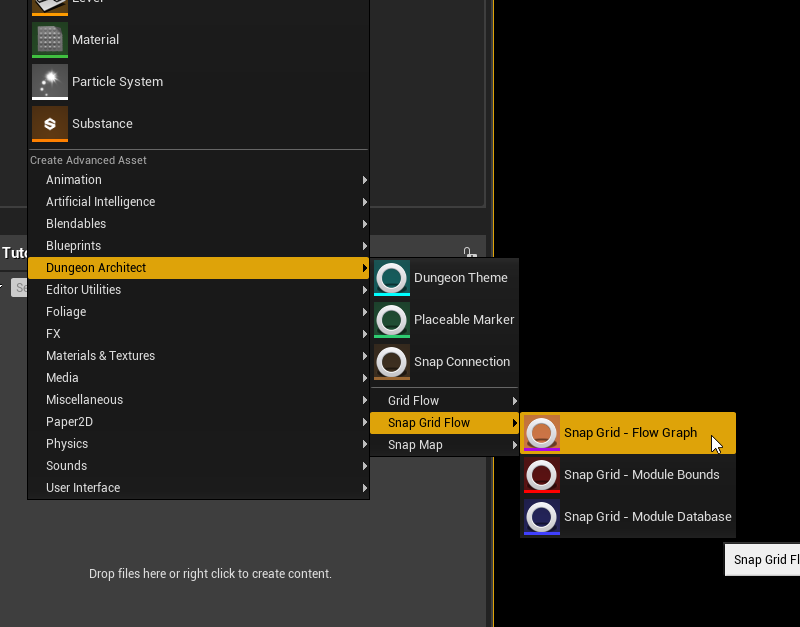 Level
Material
Particle System
Substance
Create Advanced Asset
Animation
Artificial Intelligence
Blendables
Blueprints
Dungeon Architect
Editor Utilities
Foliage
FX
Materials & Textures
Media
Miscellaneous
Paper2D
Physics
Sounds
User Interface
Tuto
Se
Dungeon Theme
Placeable Marker
Snap Connection
Grid Flow
Snap Grid Flow
Snap Map
Snap Grid - Flow Graph
Snap Grid - Module Bounds
Snap Grid - Module Database
Snap Grid Fl
Drop files here or right click to create content.